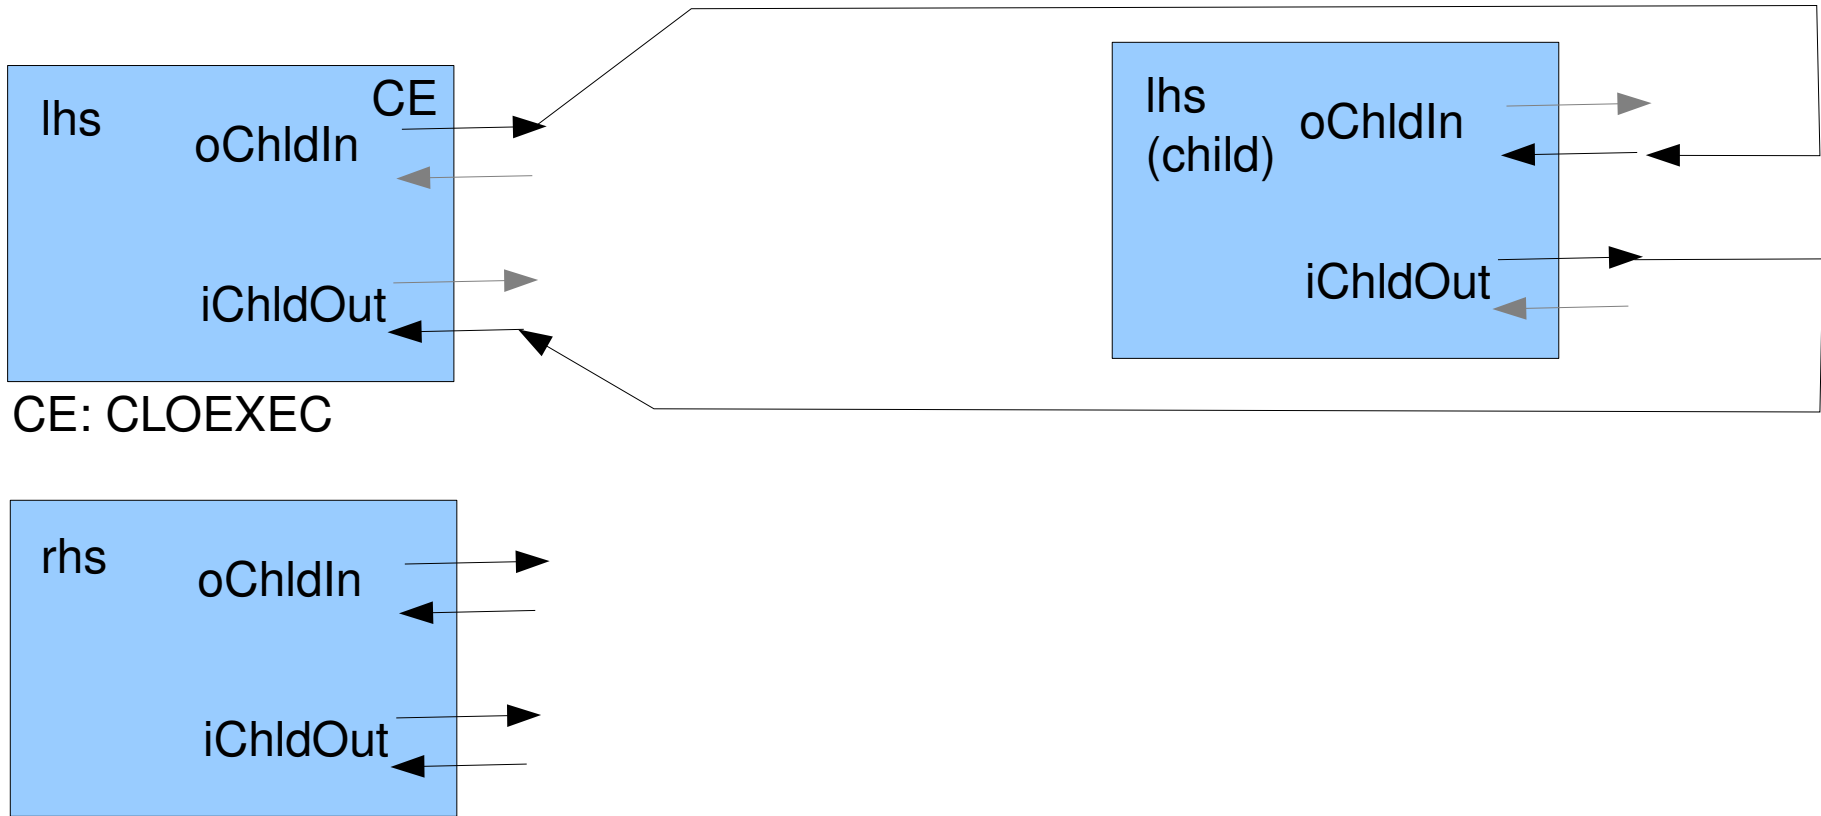 lhs
CE
oChldIn
iChldOut
CE: CLOEXEC
lhs
(child)
oChldIn
iChldOut
rhs
oChldIn
iChldOut